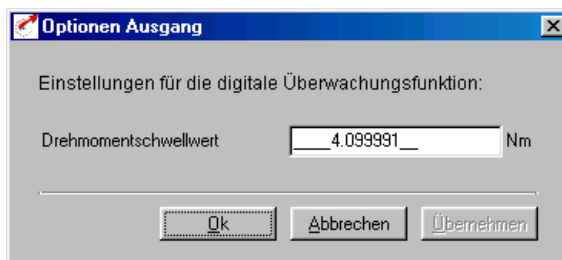 Optionen Ausgang
Einstellungen für die digitale Überwachungsfunktion:
Drehmomentschwellwert ____4.099991__ Nm
Ok Abbrechen Übernehmen